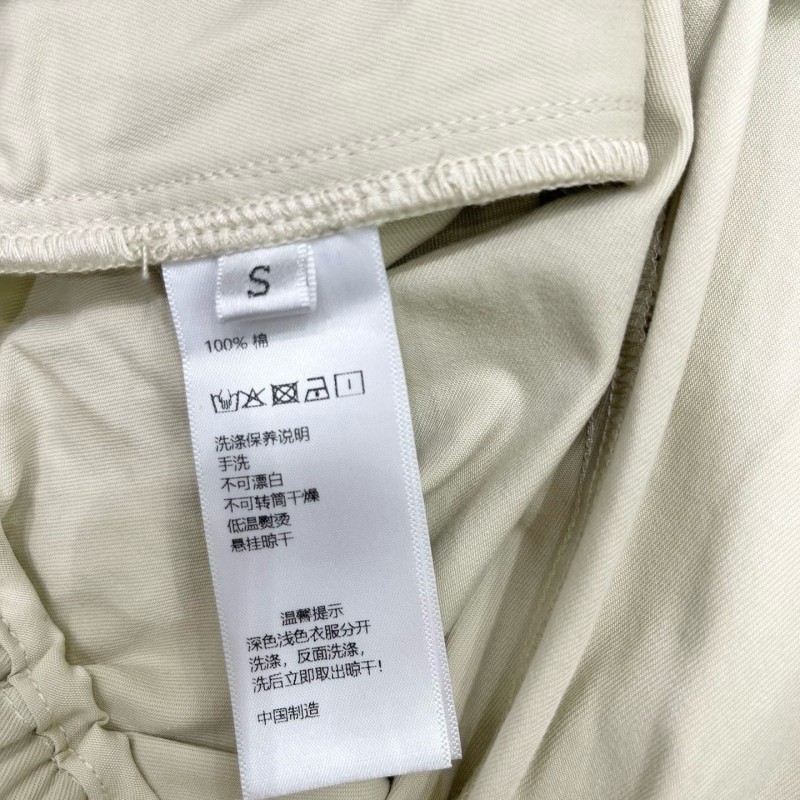 S
100% 棉
洗涤保养说明
手洗
不可漂白
不可转筒干燥
低温熨烫
悬挂晾干
温馨提示
深色浅色衣服分开
洗涤，反面洗涤，
洗后立即取出晾干！
中国制造